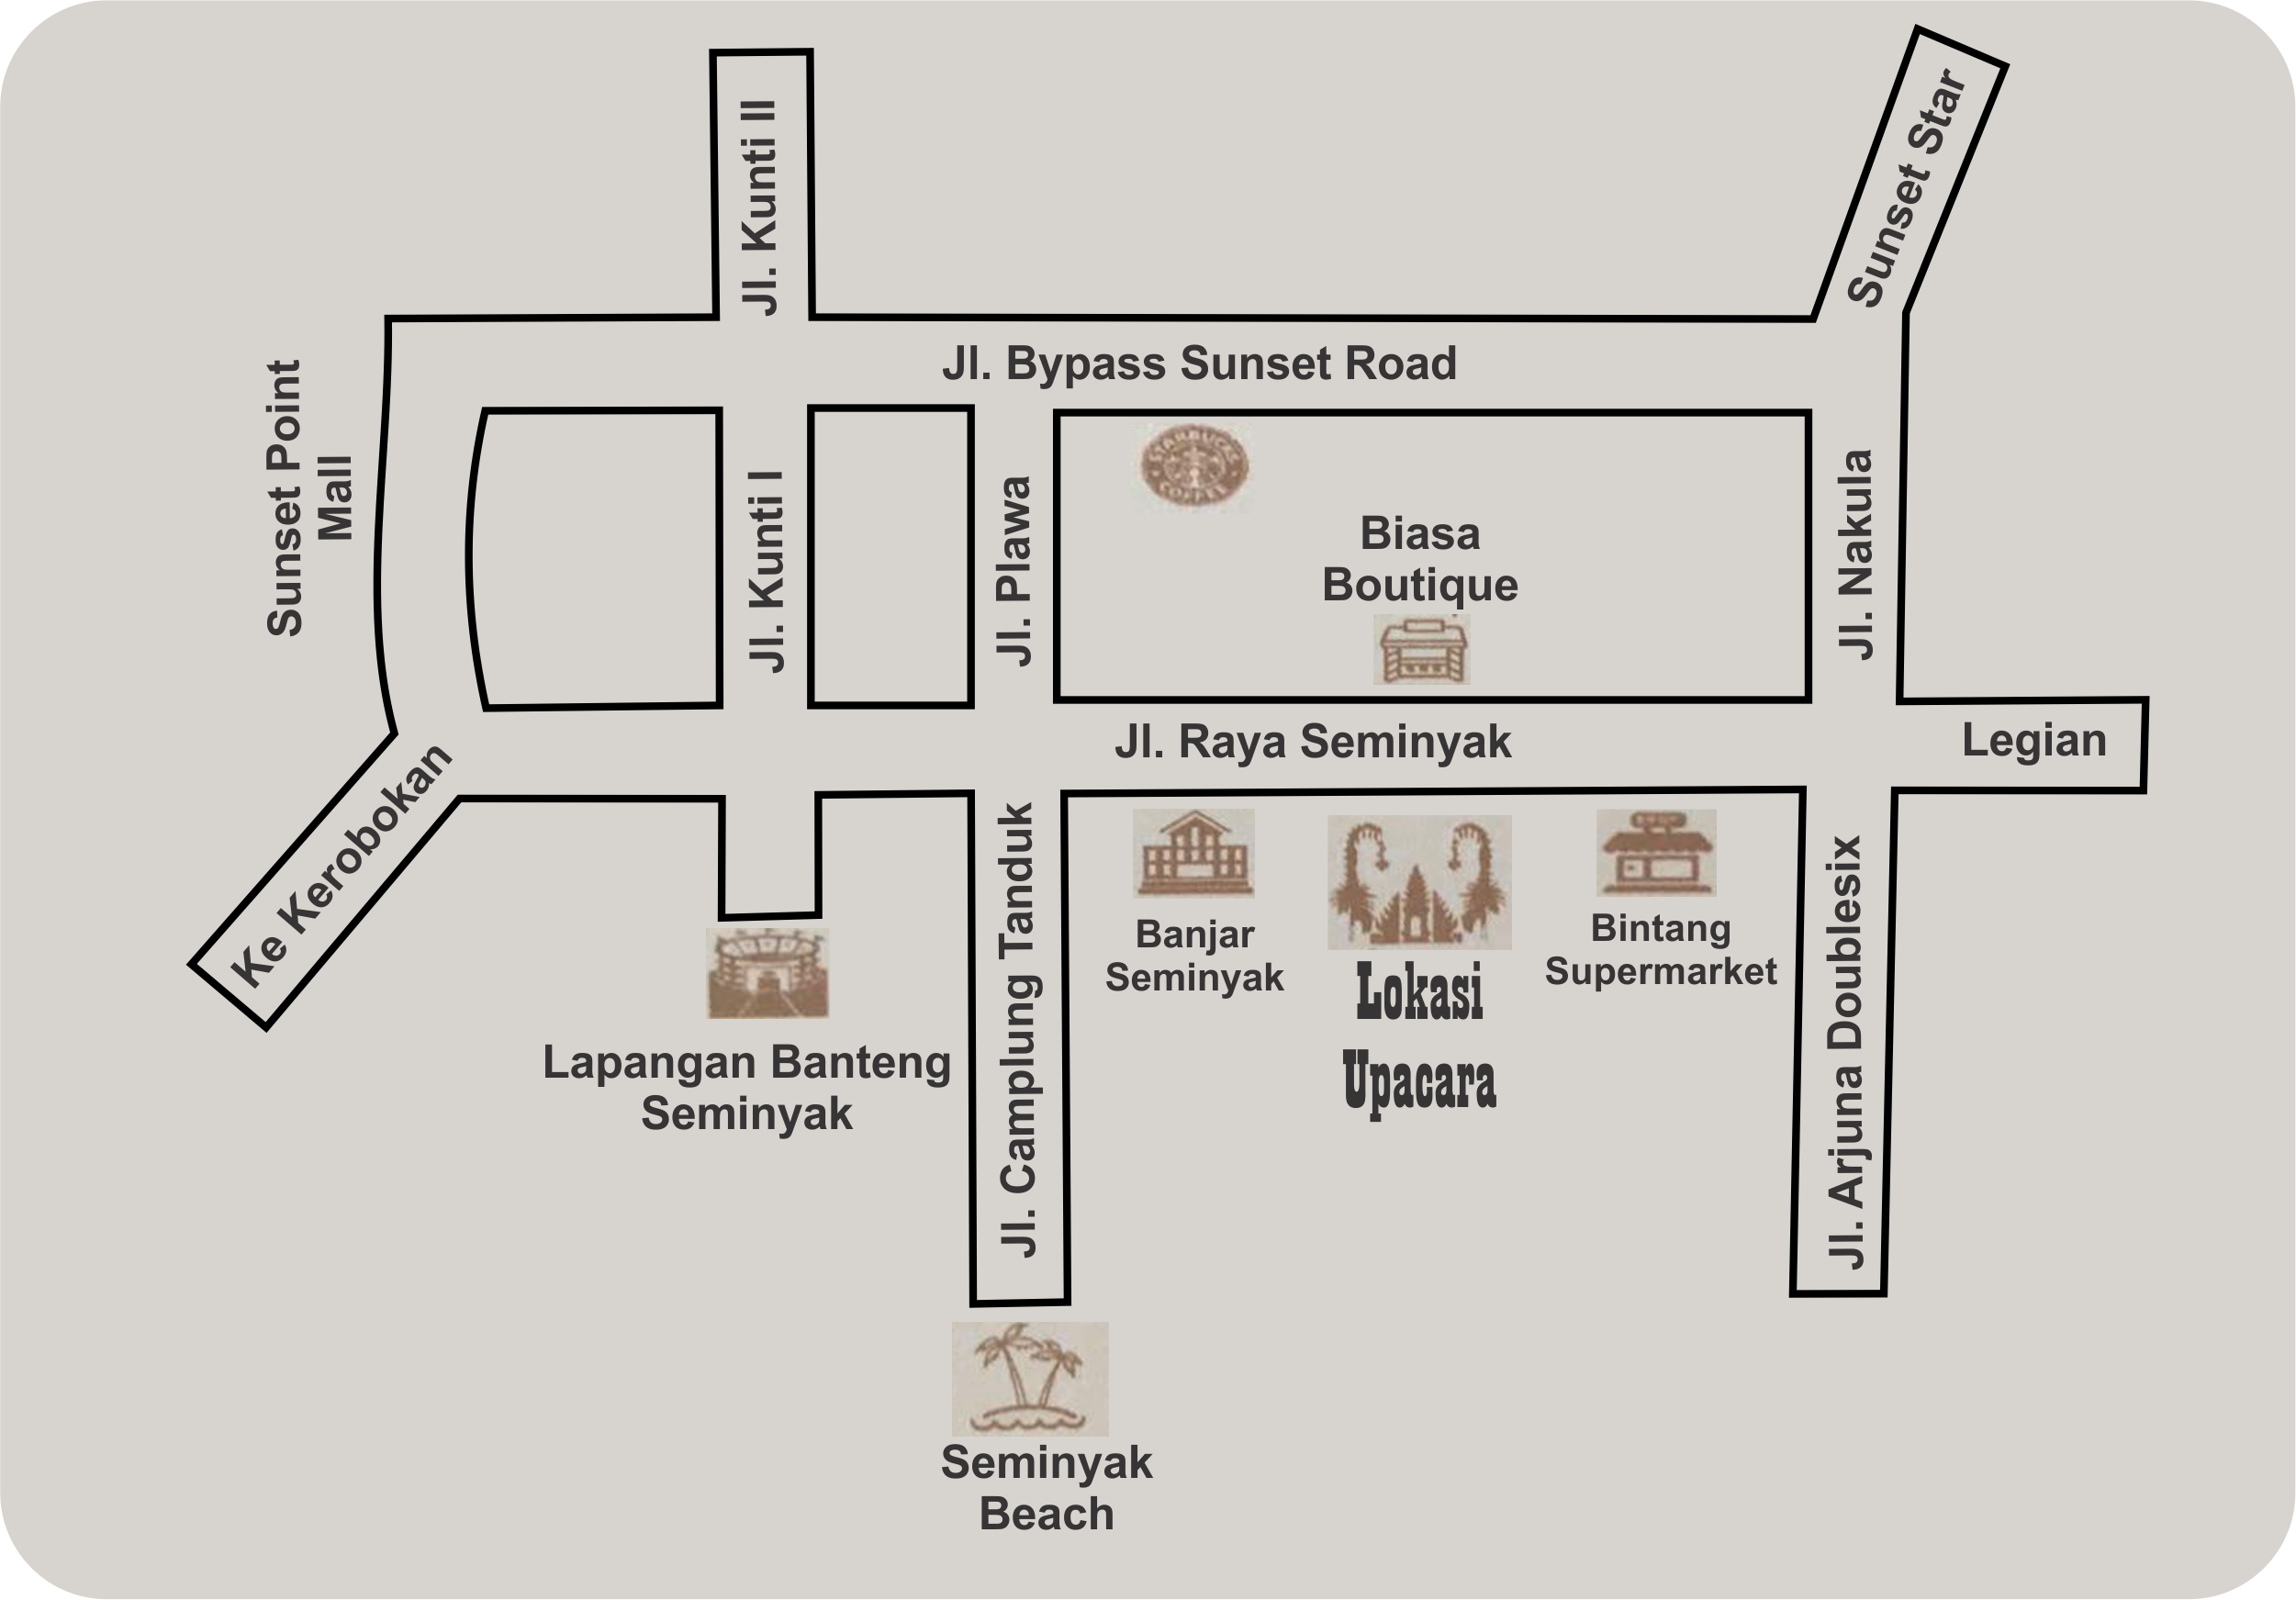 Jl. Kunti II
Sunset Star
Jl. Bypass Sunset Road
Sunset Point
Mall
Jl. Kunti I
Jl. Plawa
STARBUCKS
COFFEE
Biasa
Boutique
Jl. Nakula
Jl. Raya Seminyak
Legian
Ke Kerobokan
Jl. Camplung Tanduk
Banjar
Seminyak
Lokasi
Upacara
Bintang
Supermarket
Jl. Arjuna Doublesix
Lapangan Banteng
Seminyak
Seminyak
Beach